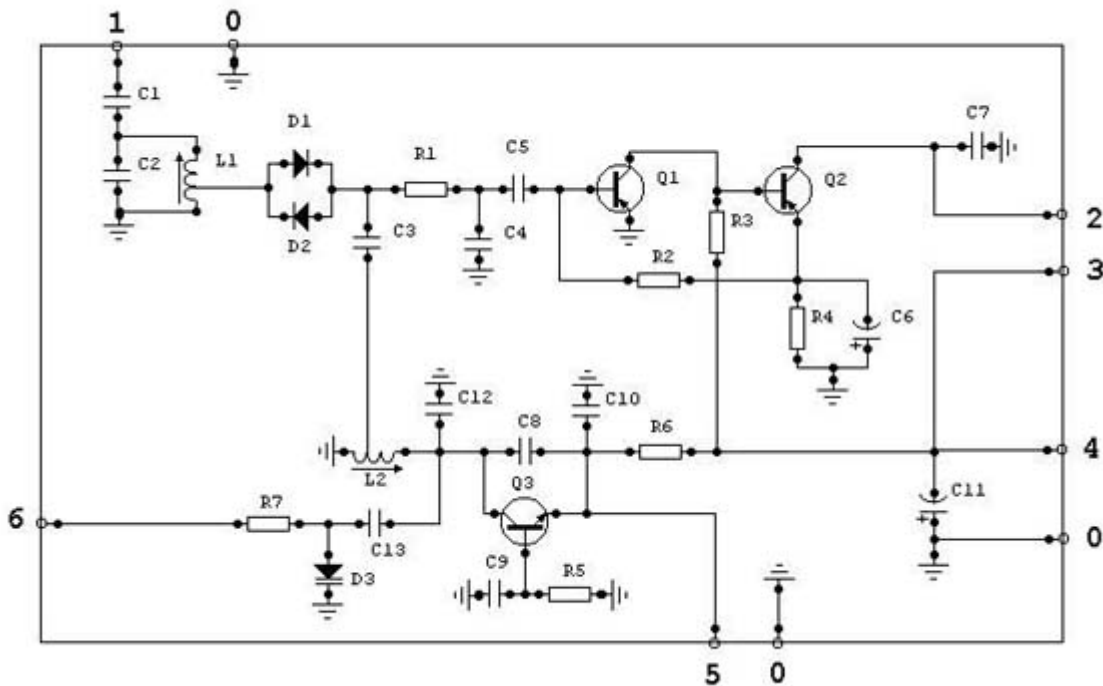 1 0
C1
C7
D1
C2 L1 R1 C5
Q1 Q2
2
D2 C3 C4 R3
R2 3
R4 C6
C12 C10
C8 R6
4
L2 Q3
R7 C11
6
C13 0
C9 R5
D3
5 0
+
+